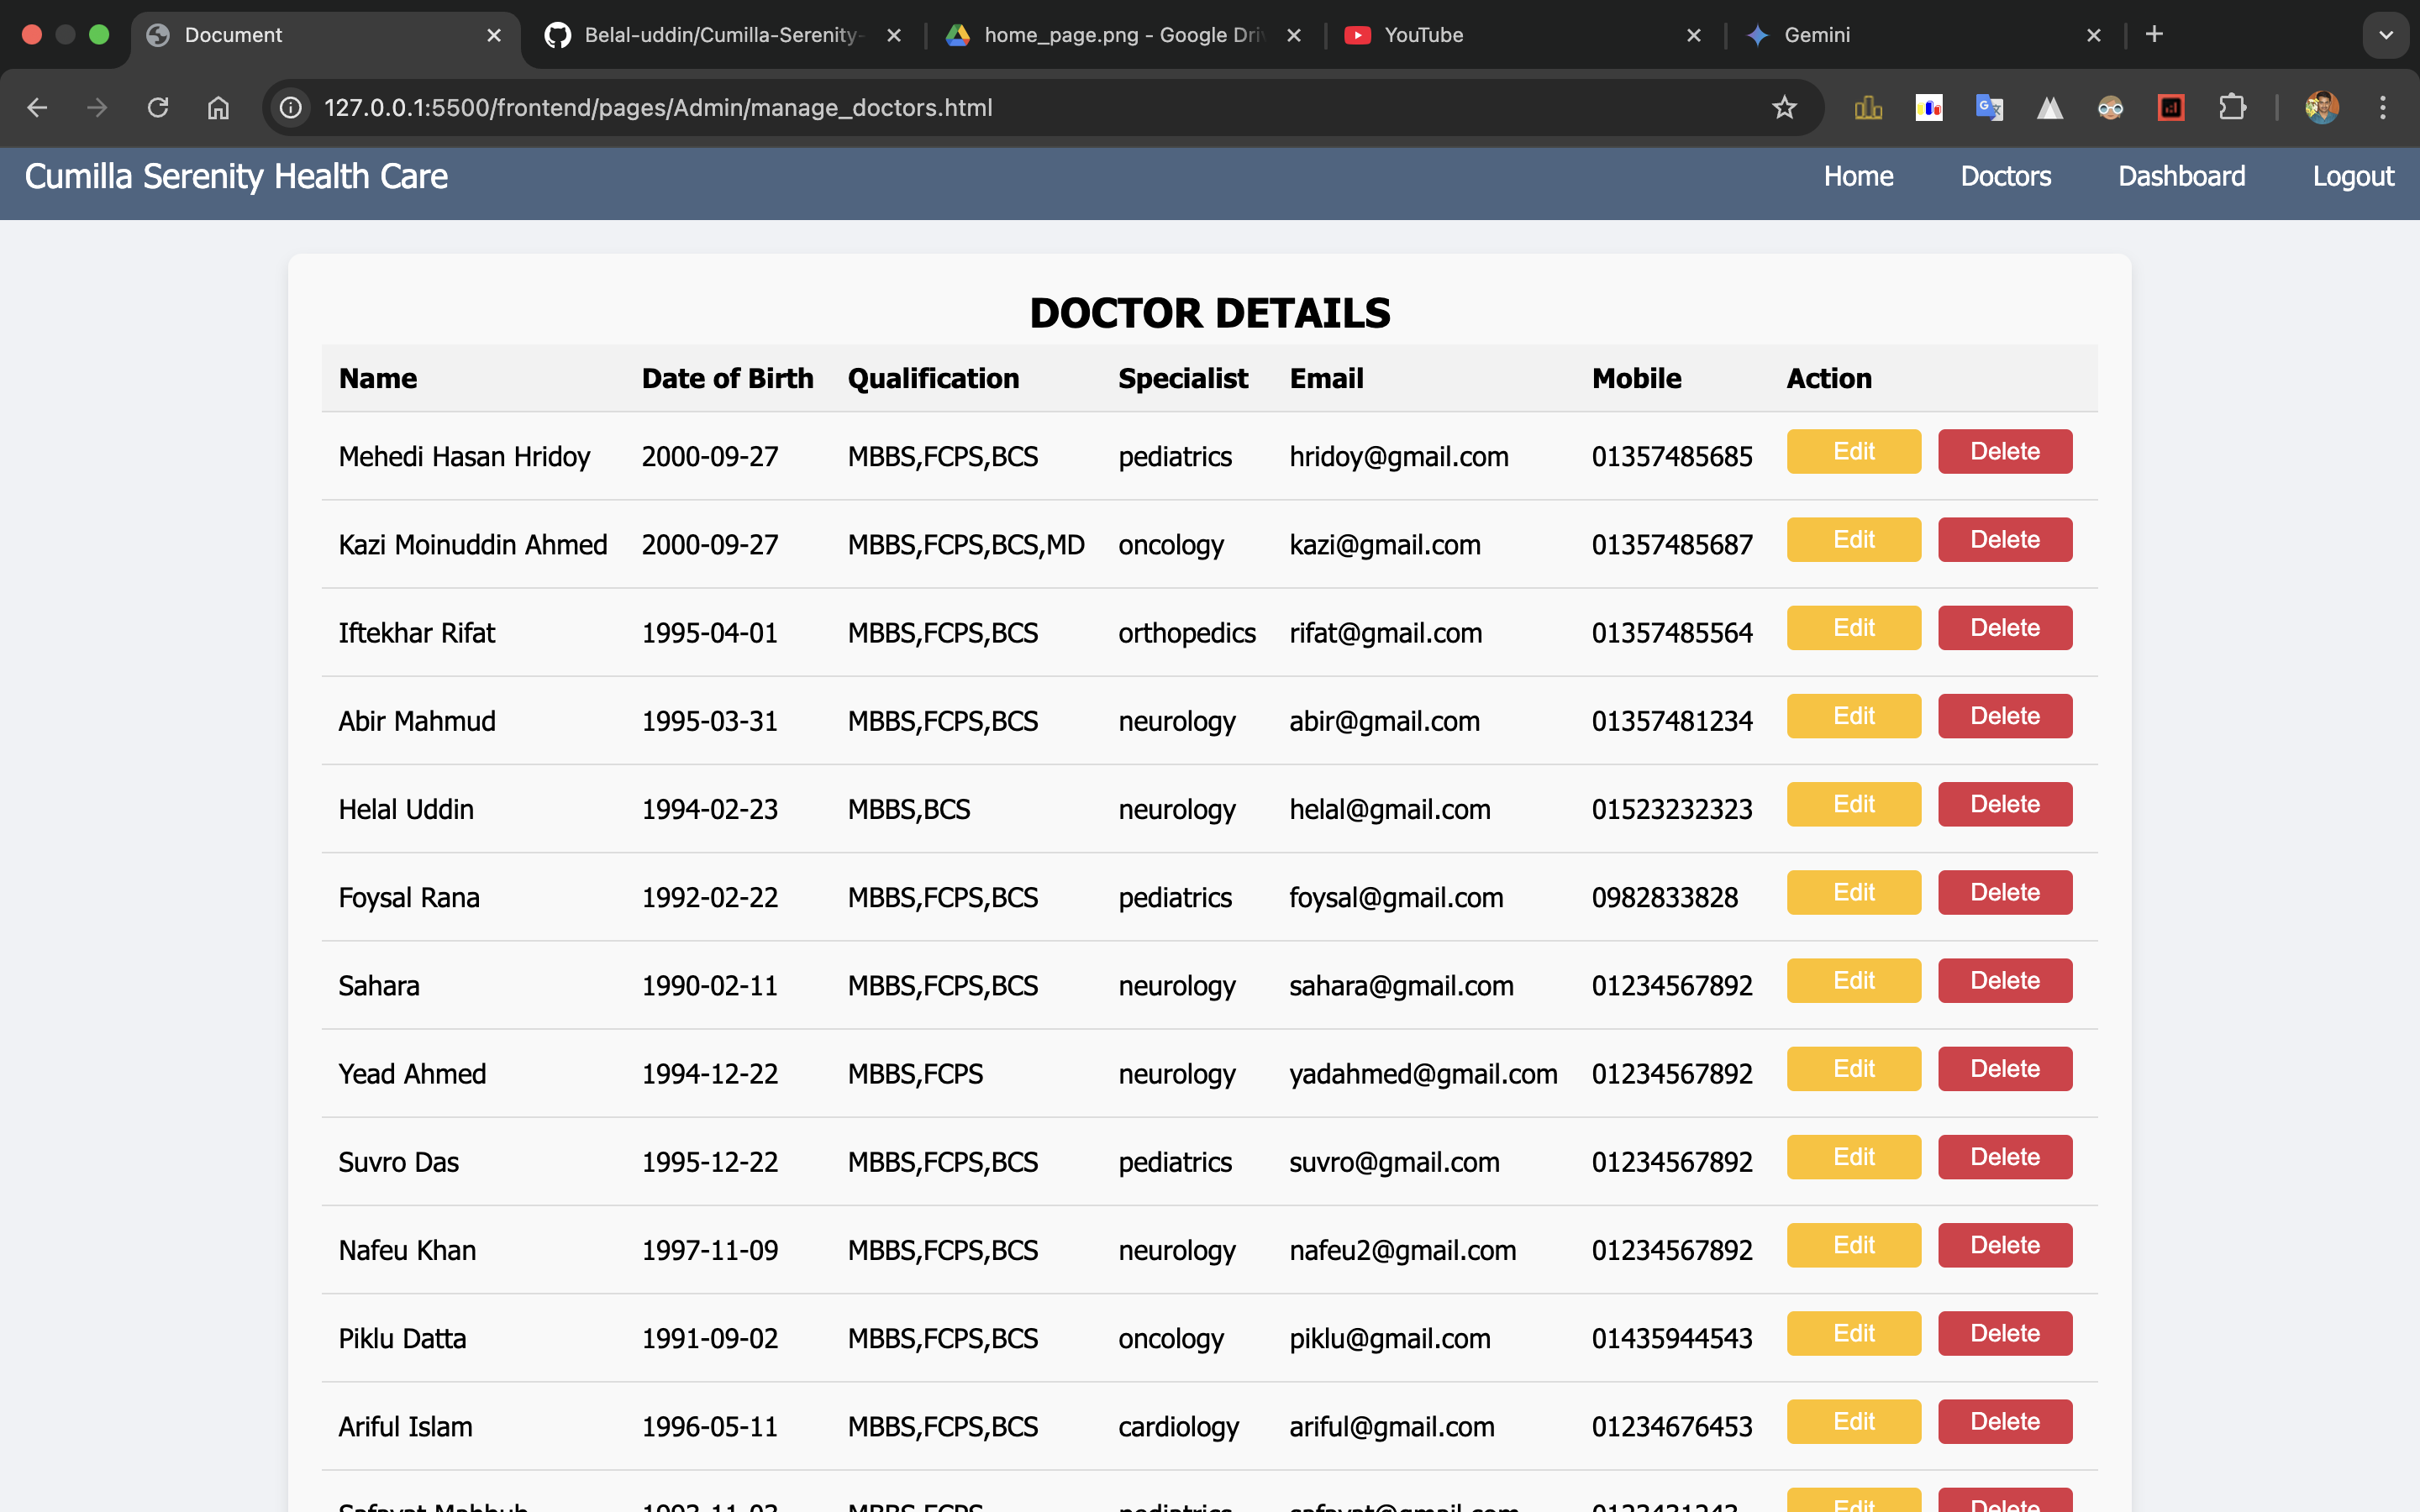 Document
Belal-uddin/Cumilla-Serenity-
home_page.png - Google Driv
YouTube
Gemini
127.0.0.1:5500/frontend/pages/Admin/manage_doctors.html
Cumilla Serenity Health Care Home Doctors Dashboard Logout
DOCTOR DETAILS
Name Date of Birth Qualification Specialist Email Mobile Action
Mehedi Hasan Hridoy 2000-09-27 MBBS,FCPS,BCS pediatrics hridoy@gmail.com 01357485685 Edit Delete
Kazi Moinuddin Ahmed 2000-09-27 MBBS,FCPS,BCS,MD oncology kazi@gmail.com 01357485687 Edit Delete
Iftekhar Rifat 1995-04-01 MBBS,FCPS,BCS orthopedics rifat@gmail.com 01357485564 Edit Delete
Abir Mahmud 1995-03-31 MBBS,FCPS,BCS neurology abir@gmail.com 01357481234 Edit Delete
Helal Uddin 1994-02-23 MBBS,BCS neurology helal@gmail.com 01523232323 Edit Delete
Foysal Rana 1992-02-22 MBBS,FCPS,BCS pediatrics foysal@gmail.com 0982833828 Edit Delete
Sahara 1990-02-11 MBBS,FCPS,BCS neurology sahara@gmail.com 01234567892 Edit Delete
Yead Ahmed 1994-12-22 MBBS,FCPS neurology yadahmed@gmail.com 01234567892 Edit Delete
Suvro Das 1995-12-22 MBBS,FCPS,BCS pediatrics suvro@gmail.com 01234567892 Edit Delete
Nafeu Khan 1997-11-09 MBBS,FCPS,BCS neurology nafeu2@gmail.com 01234567892 Edit Delete
Piklu Datta 1991-09-02 MBBS,FCPS,BCS oncology piklu@gmail.com 01435944543 Edit Delete
Ariful Islam 1996-05-11 MBBS,FCPS,BCS cardiology ariful@gmail.com 01234676453 Edit Delete
MBBS,FCPS pediatrics Edit Delete